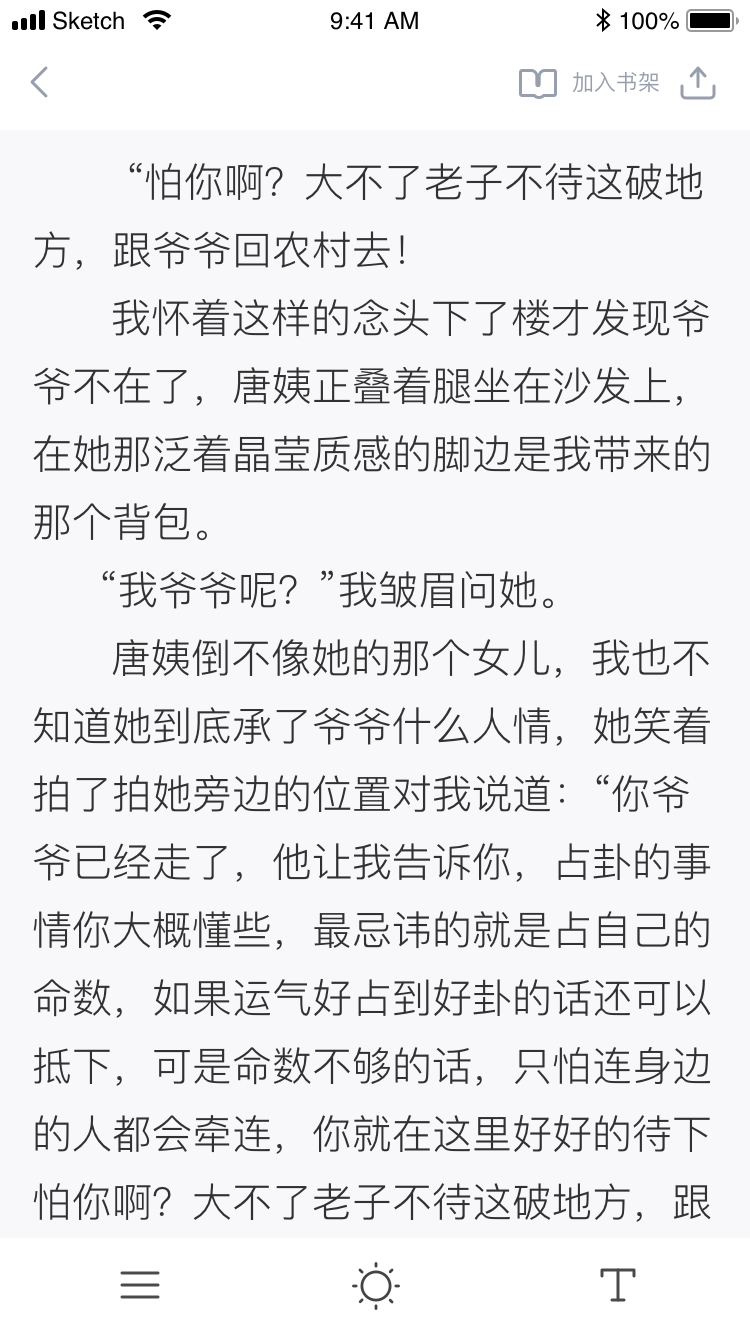 Sketch 9:41 AM 100%
加入书架
“怕你啊？大不了老子不待这破地
方，跟爷爷回农村去！
我怀着这样的念头下了楼才发现爷
爷不在了，唐姨正叠着腿坐在沙发上，
在她那泛着晶莹质感的脚边是我带来的
那个背包。
“我爷爷呢？”我皱眉问她。
唐姨倒不像她的那个女儿，我也不
知道她到底承了爷爷什么人情，她笑着
拍了拍她旁边的位置对我说道：“你爷
爷已经走了，他让我告诉你，占卦的事
情你大概懂些，最忌讳的就是占自己的
命数，如果运气好占到好卦的话还可以
抵下，可是命数不够的话，只怕连身边
的人都会牵连，你就在这里好好的待下
怕你啊？大不了老子不待这破地方，跟
T